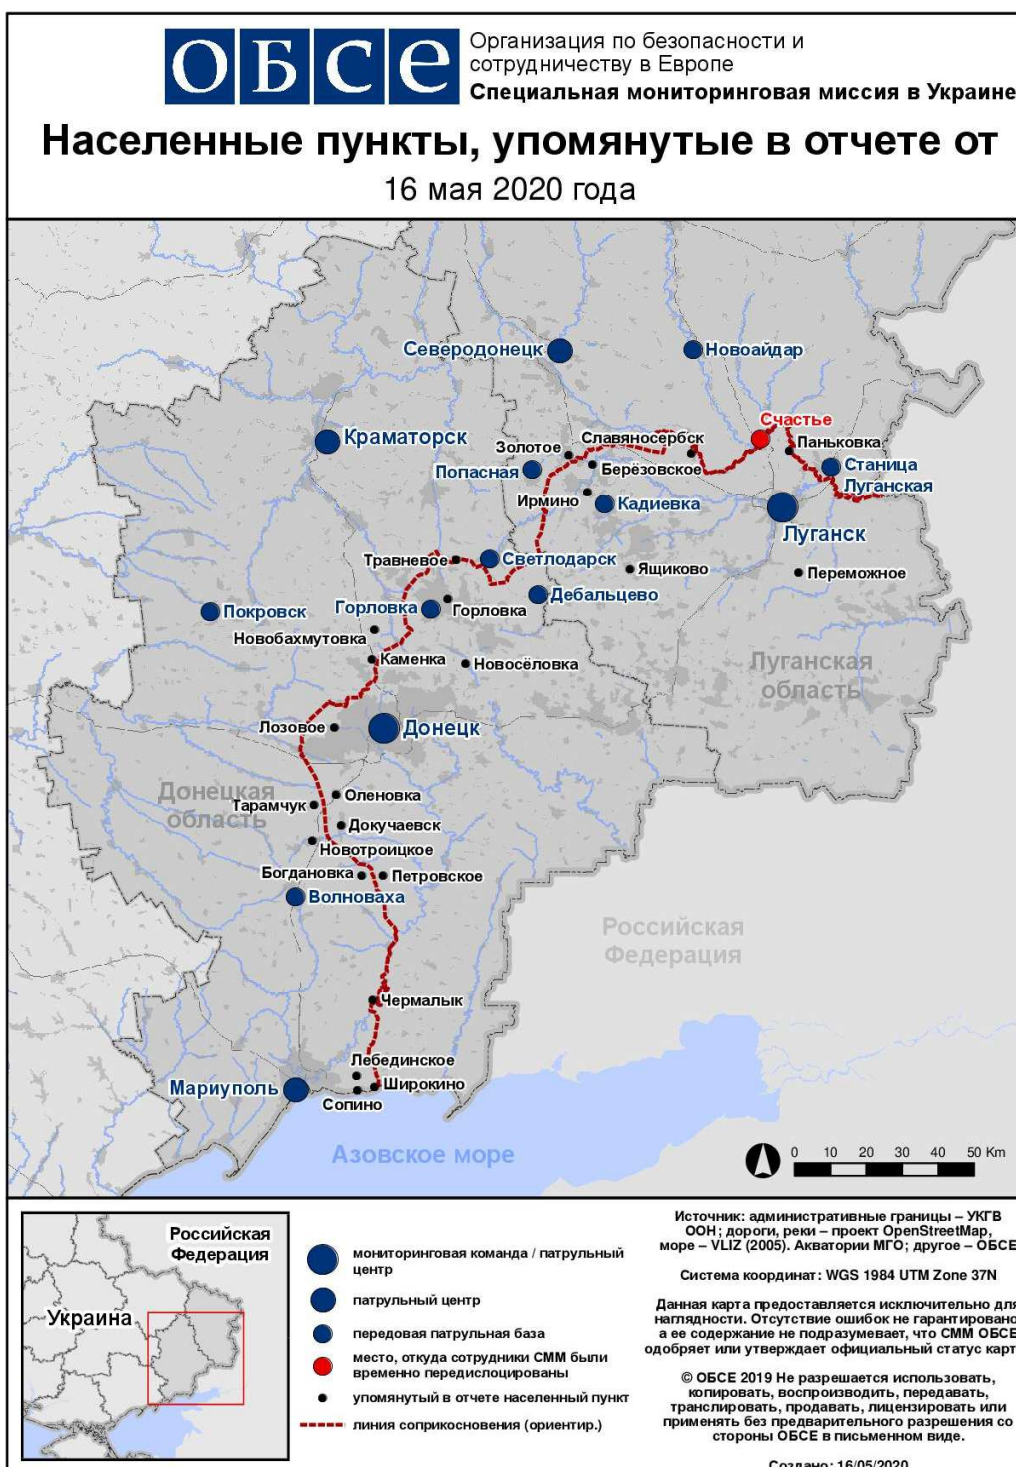 ОБСЕ
Организация по безопасности и
сотрудничеству в Европе
Специальная мониторинговая миссия в Украине
Населенные пункты, упомянутые в отчете от
16 мая 2020 года
Северодонецк
Новоайдар
Счастье
Краматорск
Славяносербск
Паньковка
Золотое
Попасная
Берёзовское
Станица
Луганская
Ирмино
Кадиевка
Луганск
Травневое
Светлодарск
Ящиково
Переможное
Дебальцево
Покровск
Горловка
Горловка
Новобахмутовка
Каменка
Новосёловка
Луганская
область
Лозовое
Донецк
Донецкая
область
Оленовка
Тарамчук
Докучаевск
Новотроицкое
Богдановка
Петровское
Волноваха
Российская
Федерация
Чермалык
Лебединское
Мариуполь
Широкино
Сопино
Азовское море
0 10 20 30 40 50 Km
Российская
Федерация
Украина
мониторинговая команда / патрульный
центр
патрульный центр
передовая патрульная база
место, откуда сотрудники СММ были
временно передислоцированы
упомянутый в отчете населенный пункт
линия соприкосновения (ориентир.)
Источник: административные границы – УКГВ
ООН; дороги, реки – проект OpenStreetMap,
море – VLIZ (2005). Акватории МГО; другое – ОБСЕ
Система координат: WGS 1984 UTM Zone 37N
Данная карта предоставляется исключительно для
наглядности. Отсутствие ошибок не гарантировано,
а ее содержание не подразумевает, что СММ ОБСЕ
одобряет или утверждает официальный статус карт
© ОБСЕ 2019 Не разрешается использовать,
копировать, воспроизводить, передавать,
транслировать, продавать, лицензировать или
применять без предварительного разрешения со
стороны ОБСЕ в письменном виде.
Создано: 16/05/2020